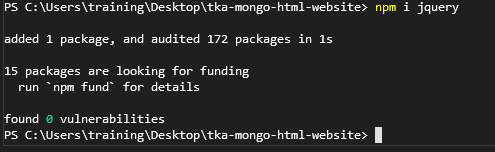 PS C:\Users\training\Desktop\tka-mongo-html-website> npm i jquery
added 1 package, and audited 172 packages in 1s
15 packages are looking for funding
  run `npm fund` for details
found 0 vulnerabilities
PS C:\Users\training\Desktop\tka-mongo-html-website>